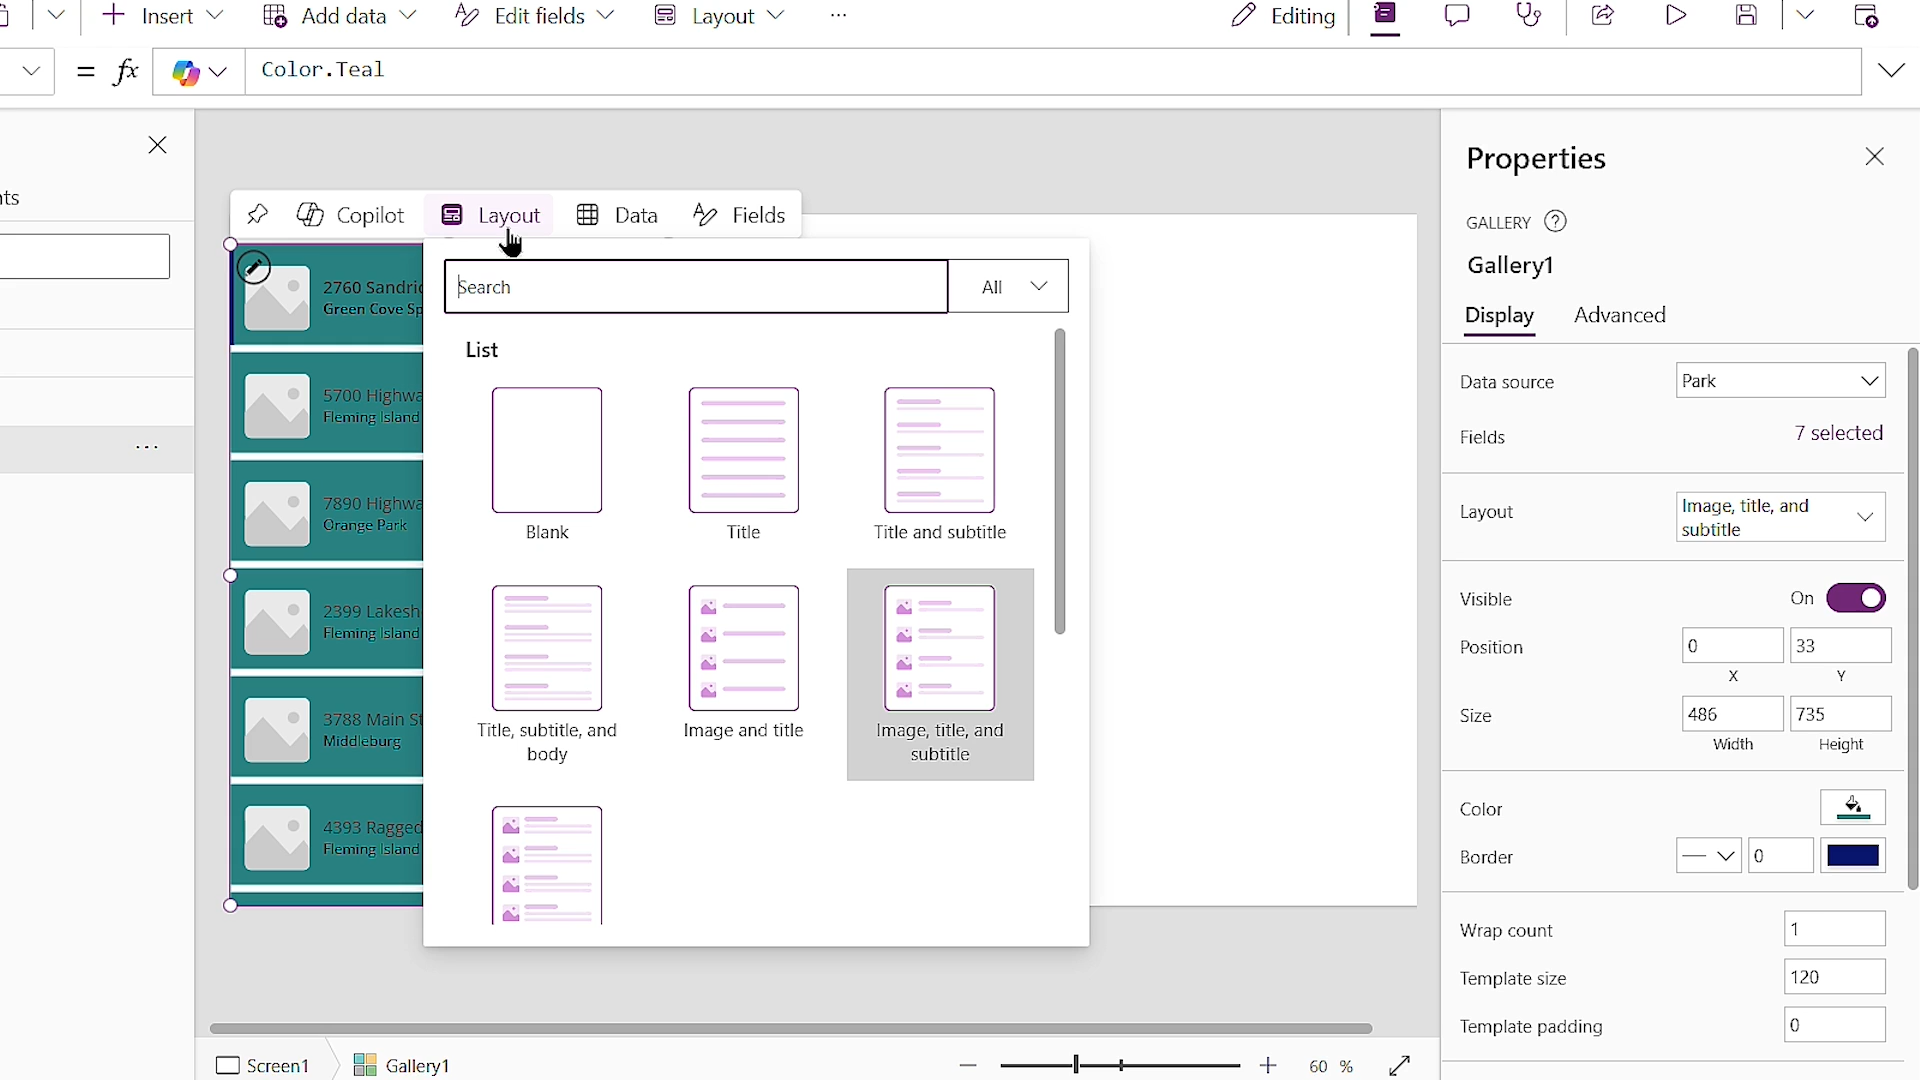 Insert
Add data
Edit fields
Layout
...
Editing
= fx
Color.Teal
Properties
nts
Copilot
Layout
Data
Fields
GALLERY ?
Gallery1
Display
Advanced
Search
All
List
Blank
Title
Title and subtitle
Title, subtitle, and
body
Image and title
Image, title, and
subtitle
2760 Sandric
Green Cove Sp
5700 Highwa
Fleming Island
7890 Highwa
Orange Park
2399 Lakesh
Fleming Island
3788 Main St
Middleburg
4393 Ragged
Fleming Island
...
Data source
Park
Fields
7 selected
Layout
Image, title, and
subtitle
Visible
On
Position
0
33
X
Y
Size
486
735
Width
Height
Color
Border
0
Wrap count
1
Template size
120
Template padding
0
Screen1
Gallery1
60 %